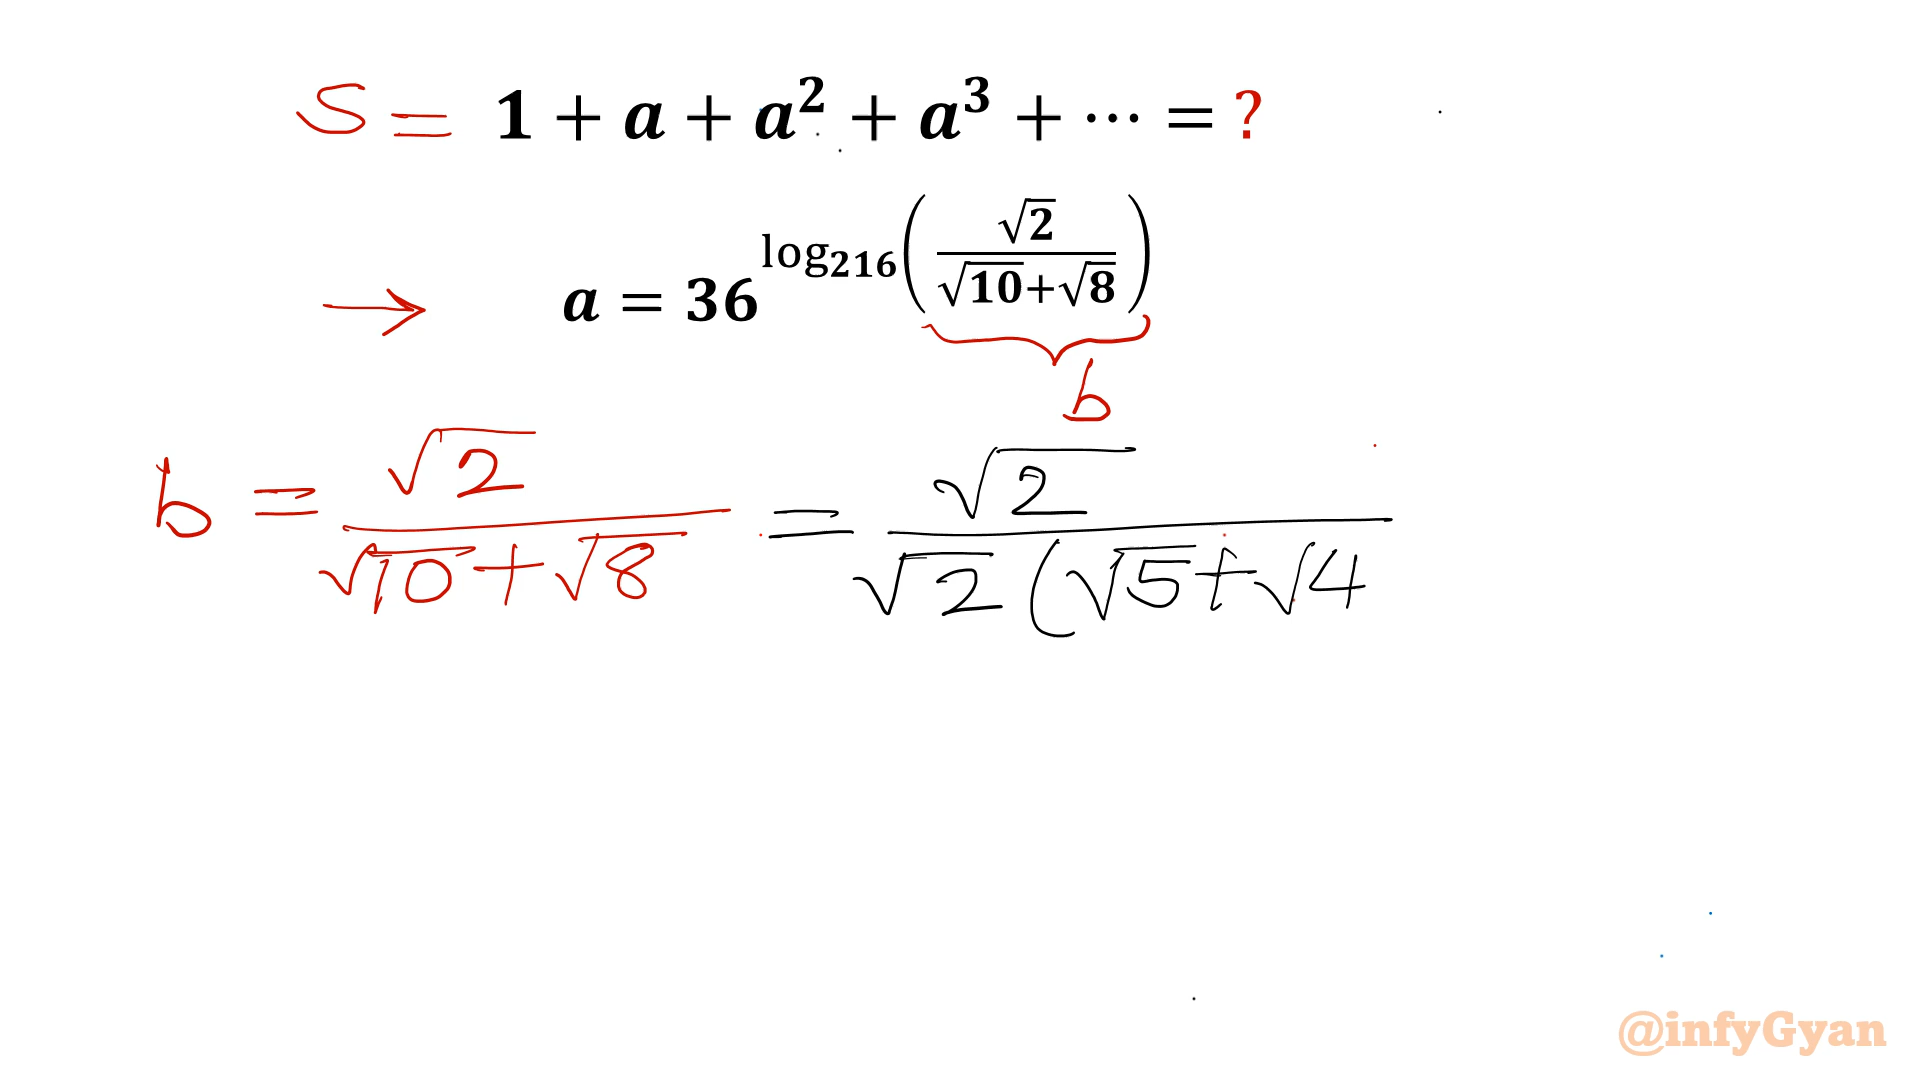 S = 1 + a + a² + a³ + ⋯ = ?
→ a = 36^log₂₁₆(√2/(√10+√8))
b
b = √2/(√10+√8) = √2/(√2(√5+√4
@infyGyan